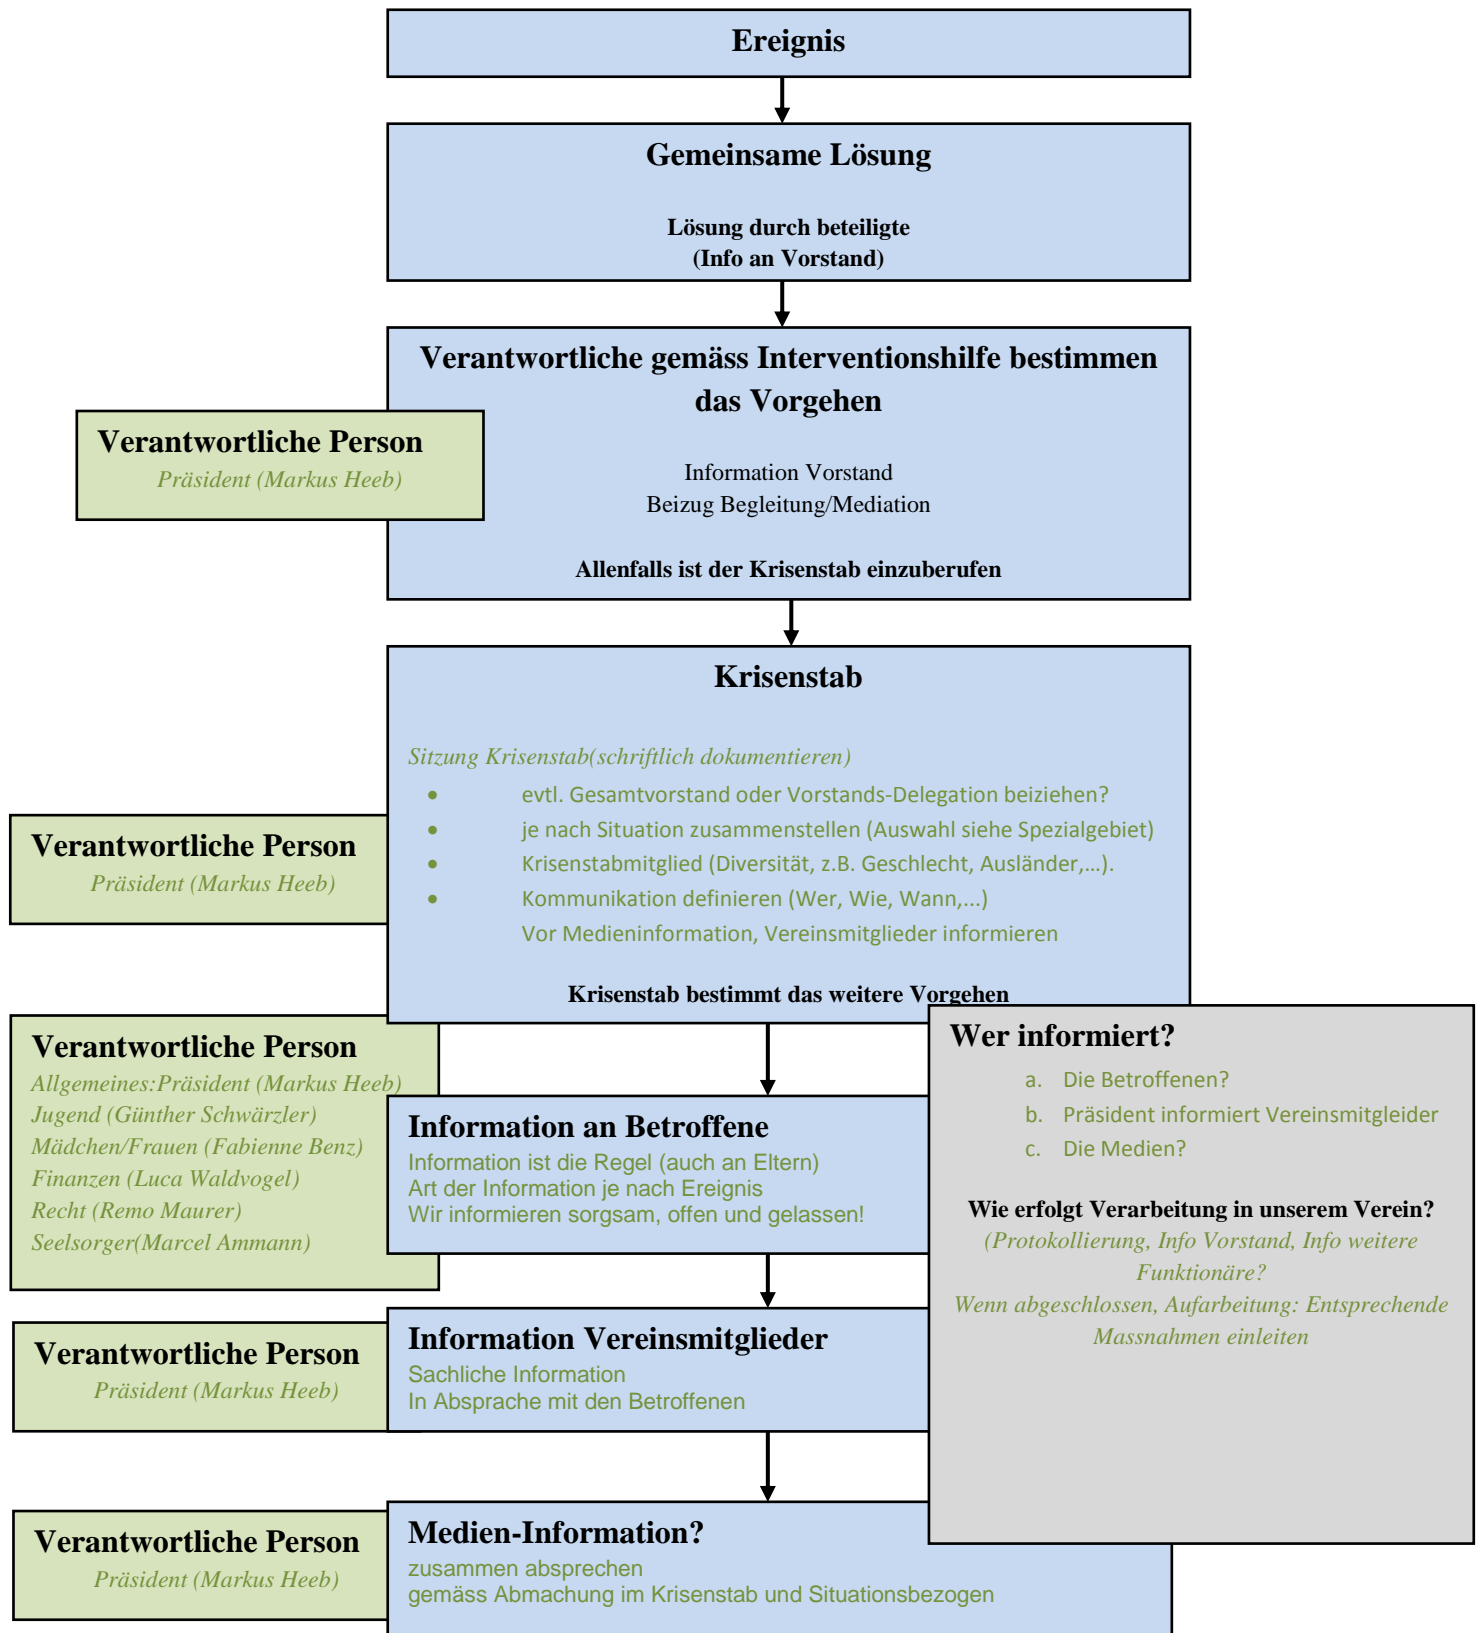 Ereignis
Gemeinsame Lösung
Lösung durch beteiligte
(Info an Vorstand)
Verantwortliche gemäss Interventionshilfe bestimmen
das Vorgehen
Information Vorstand
Beizug Begleitung/Mediation
Allenfalls ist der Krisenstab einzuberufen
Verantwortliche Person
Präsident (Markus Heeb)
Krisenstab
Sitzung Krisenstab(schriftlich dokumentieren)
• evtl. Gesamtvorstand oder Vorstands-Delegation beiziehen?
• je nach Situation zusammenstellen (Auswahl siehe Spezialgebiet)
• Krisenstabmitglied (Diversität, z.B. Geschlecht, Ausländer,...).
• Kommunikation definieren (Wer, Wie, Wann,...)
Vor Medieninformation, Vereinsmitglieder informieren
Krisenstab bestimmt das weitere Vorgehen
Verantwortliche Person
Präsident (Markus Heeb)
Verantwortliche Person
Allgemeines:Präsident (Markus Heeb)
Jugend (Günther Schwärzler)
Mädchen/Frauen (Fabienne Benz)
Finanzen (Luca Waldvogel)
Recht (Remo Maurer)
Seelsorger(Marcel Ammann)
Information an Betroffene
Information ist die Regel (auch an Eltern)
Art der Information je nach Ereignis
Wir informieren sorgsam, offen und gelassen!
Wer informiert?
a. Die Betroffenen?
b. Präsident informiert Vereinsmitgleider
c. Die Medien?
Wie erfolgt Verarbeitung in unserem Verein?
(Protokollierung, Info Vorstand, Info weitere
Funktionäre?
Wenn abgeschlossen, Aufarbeitung: Entsprechende
Massnahmen einleiten
Verantwortliche Person
Präsident (Markus Heeb)
Information Vereinsmitglieder
Sachliche Information
In Absprache mit den Betroffenen
Verantwortliche Person
Präsident (Markus Heeb)
Medien-Information?
zusammen absprechen
gemäss Abmachung im Krisenstab und Situationsbezogen